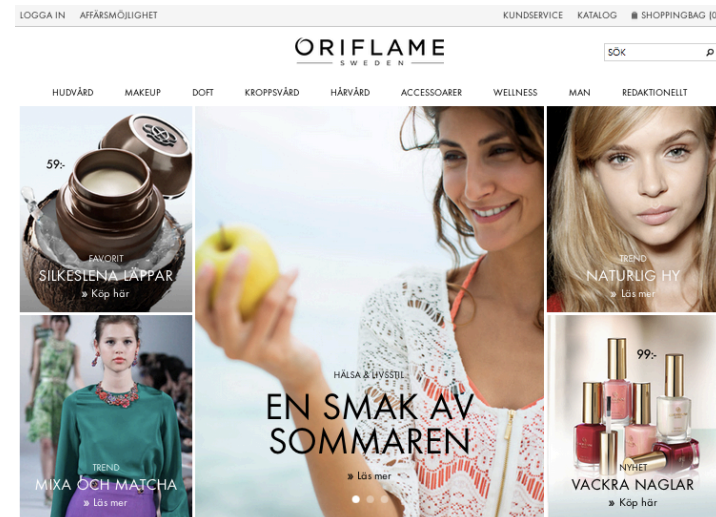 LOGGA IN AFFÄRSMÖJLIGHET KUNDSERVICE KATALOG SHOPPINGBAG (0
ORIFLAME
SWEDEN
SÖK
HUDVÅRD MAKEUP DOFT KROPPSVÅRD HÅRVÅRD ACCESSOARER WELLNESS MAN REDAKTIONELLT
59:-
FAVORIT
SILKESLENA LÄPPAR
» Köp här
TREND
MIXA OCH MATCHA
» Läs mer
HÄLSA & LIVSSTIL
EN SMAK AV
SOMMAREN
» Läs mer
TREND
NATURLIG HY
» Läs mer
99:-
NYHET
VACKRA NAGLAR
» Köp här